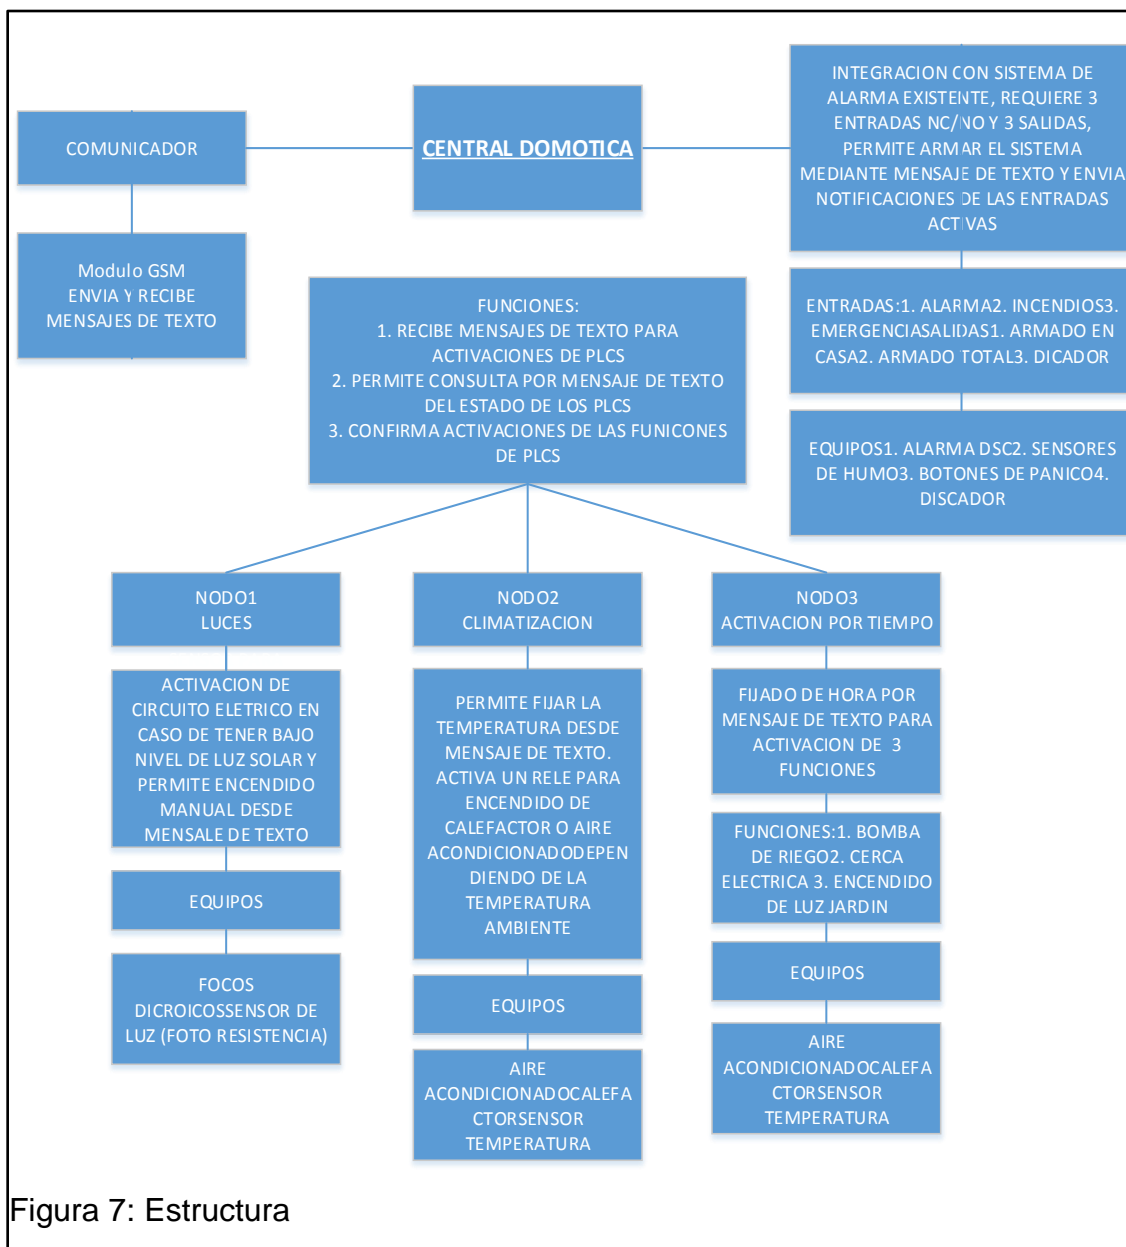 COMUNICADOR
Modulo GSM
ENVIA Y RECIBE
MENSAJES DE TEXTO
CENTRAL DOMOTICA
INTEGRACION CON SISTEMA DE
ALARMA EXISTENTE, REQUIERE 3
ENTRADAS NC/NO Y 3 SALIDAS,
PERMITE ARMAR EL SISTEMA
MEDIANTE MENSAJE DE TEXTO Y ENVIA
NOTIFICACIONES DE LAS ENTRADAS
ACTIVAS
ENTRADAS:1. ALARMA2. INCENDIOS3.
EMERGENCIASALIDAS1. ARMADO EN
CASA2. ARMADO TOTAL3. DICADOR
EQUIPOS1. ALARMA DSC2. SENSORES
DE HUMO3. BOTONES DE PANICO4.
DISCADOR
FUNCIONES:
1. RECIBE MENSAJES DE TEXTO PARA
ACTIVACIONES DE PLCS
2. PERMITE CONSULTA POR MENSAJE DE TEXTO
DEL ESTADO DE LOS PLCS
3. CONFIRMA ACTIVACIONES DE LAS FUNICONES
DE PLCS
NODO1
LUCES
ACTIVACION DE
CIRCUITO ELETRICO EN
CASO DE TENER BAJO
NIVEL DE LUZ SOLAR Y
PERMITE ENCENDIDO
MANUAL DESDE
MENSALE DE TEXTO
EQUIPOS
FOCOS
DICROICOSSENSOR DE
LUZ (FOTO RESISTENCIA)
NODO2
CLIMATIZACION
PERMITE FIJAR LA
TEMPERATURA DESDE
MENSAJE DE TEXTO.
ACTIVA UN RELE PARA
ENCENDIDO DE
CALEFACTOR O AIRE
ACONDICIONADODEPEN
DIENDO DE LA
TEMPERATURA
AMBIENTE
EQUIPOS
AIRE
ACONDICIONADOCALEFA
CTORSENSOR
TEMPERATURA
NODO3
ACTIVACION POR TIEMPO
FIJADO DE HORA POR
MENSAJE DE TEXTO PARA
ACTIVACION DE 3
FUNCIONES
FUNCIONES:1. BOMBA
DE RIEGO2. CERCA
ELECTRICA 3. ENCENDIDO
DE LUZ JARDIN
EQUIPOS
AIRE
ACONDICIONADOCALEFA
CTORSENSOR
TEMPERATURA
Figura 7: Estructura